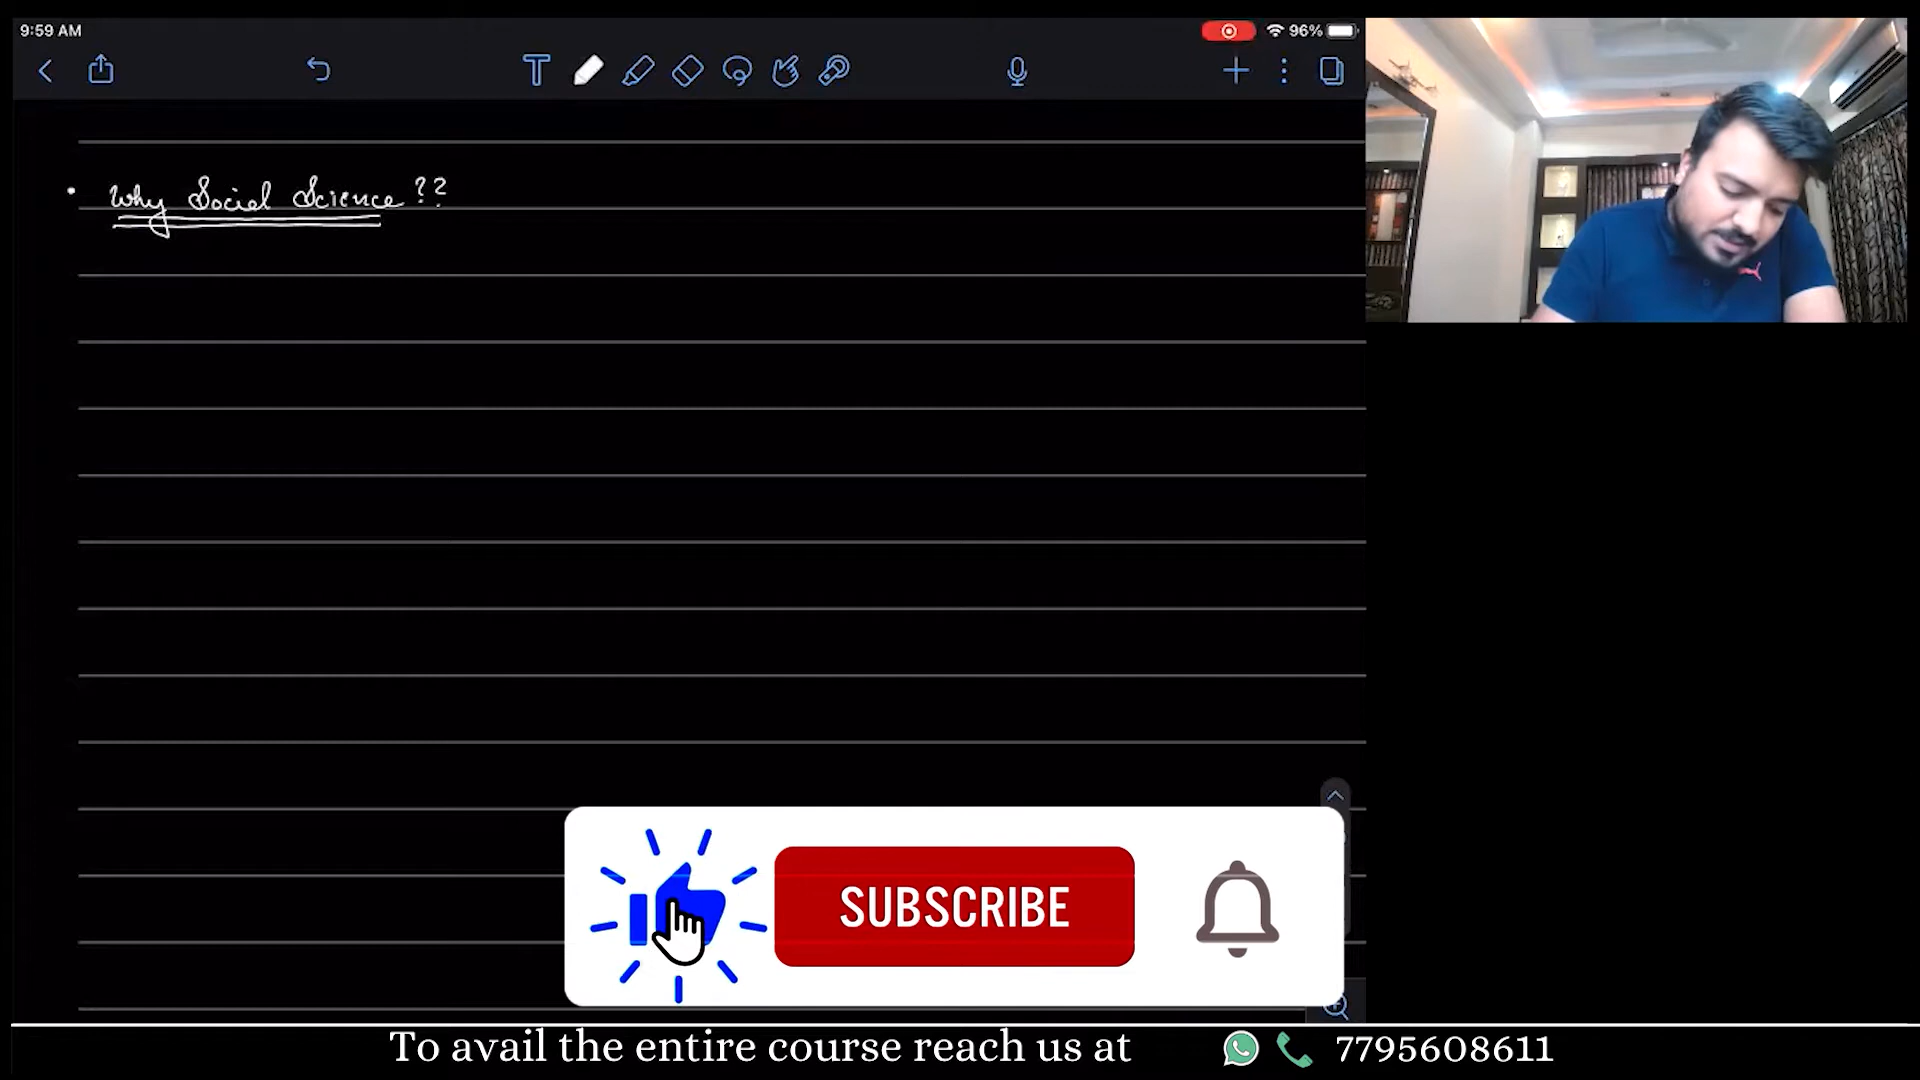 9:59 AM
96%
T
• Why Social Science ??
SUBSCRIBE
To avail the entire course reach us at 7795608611